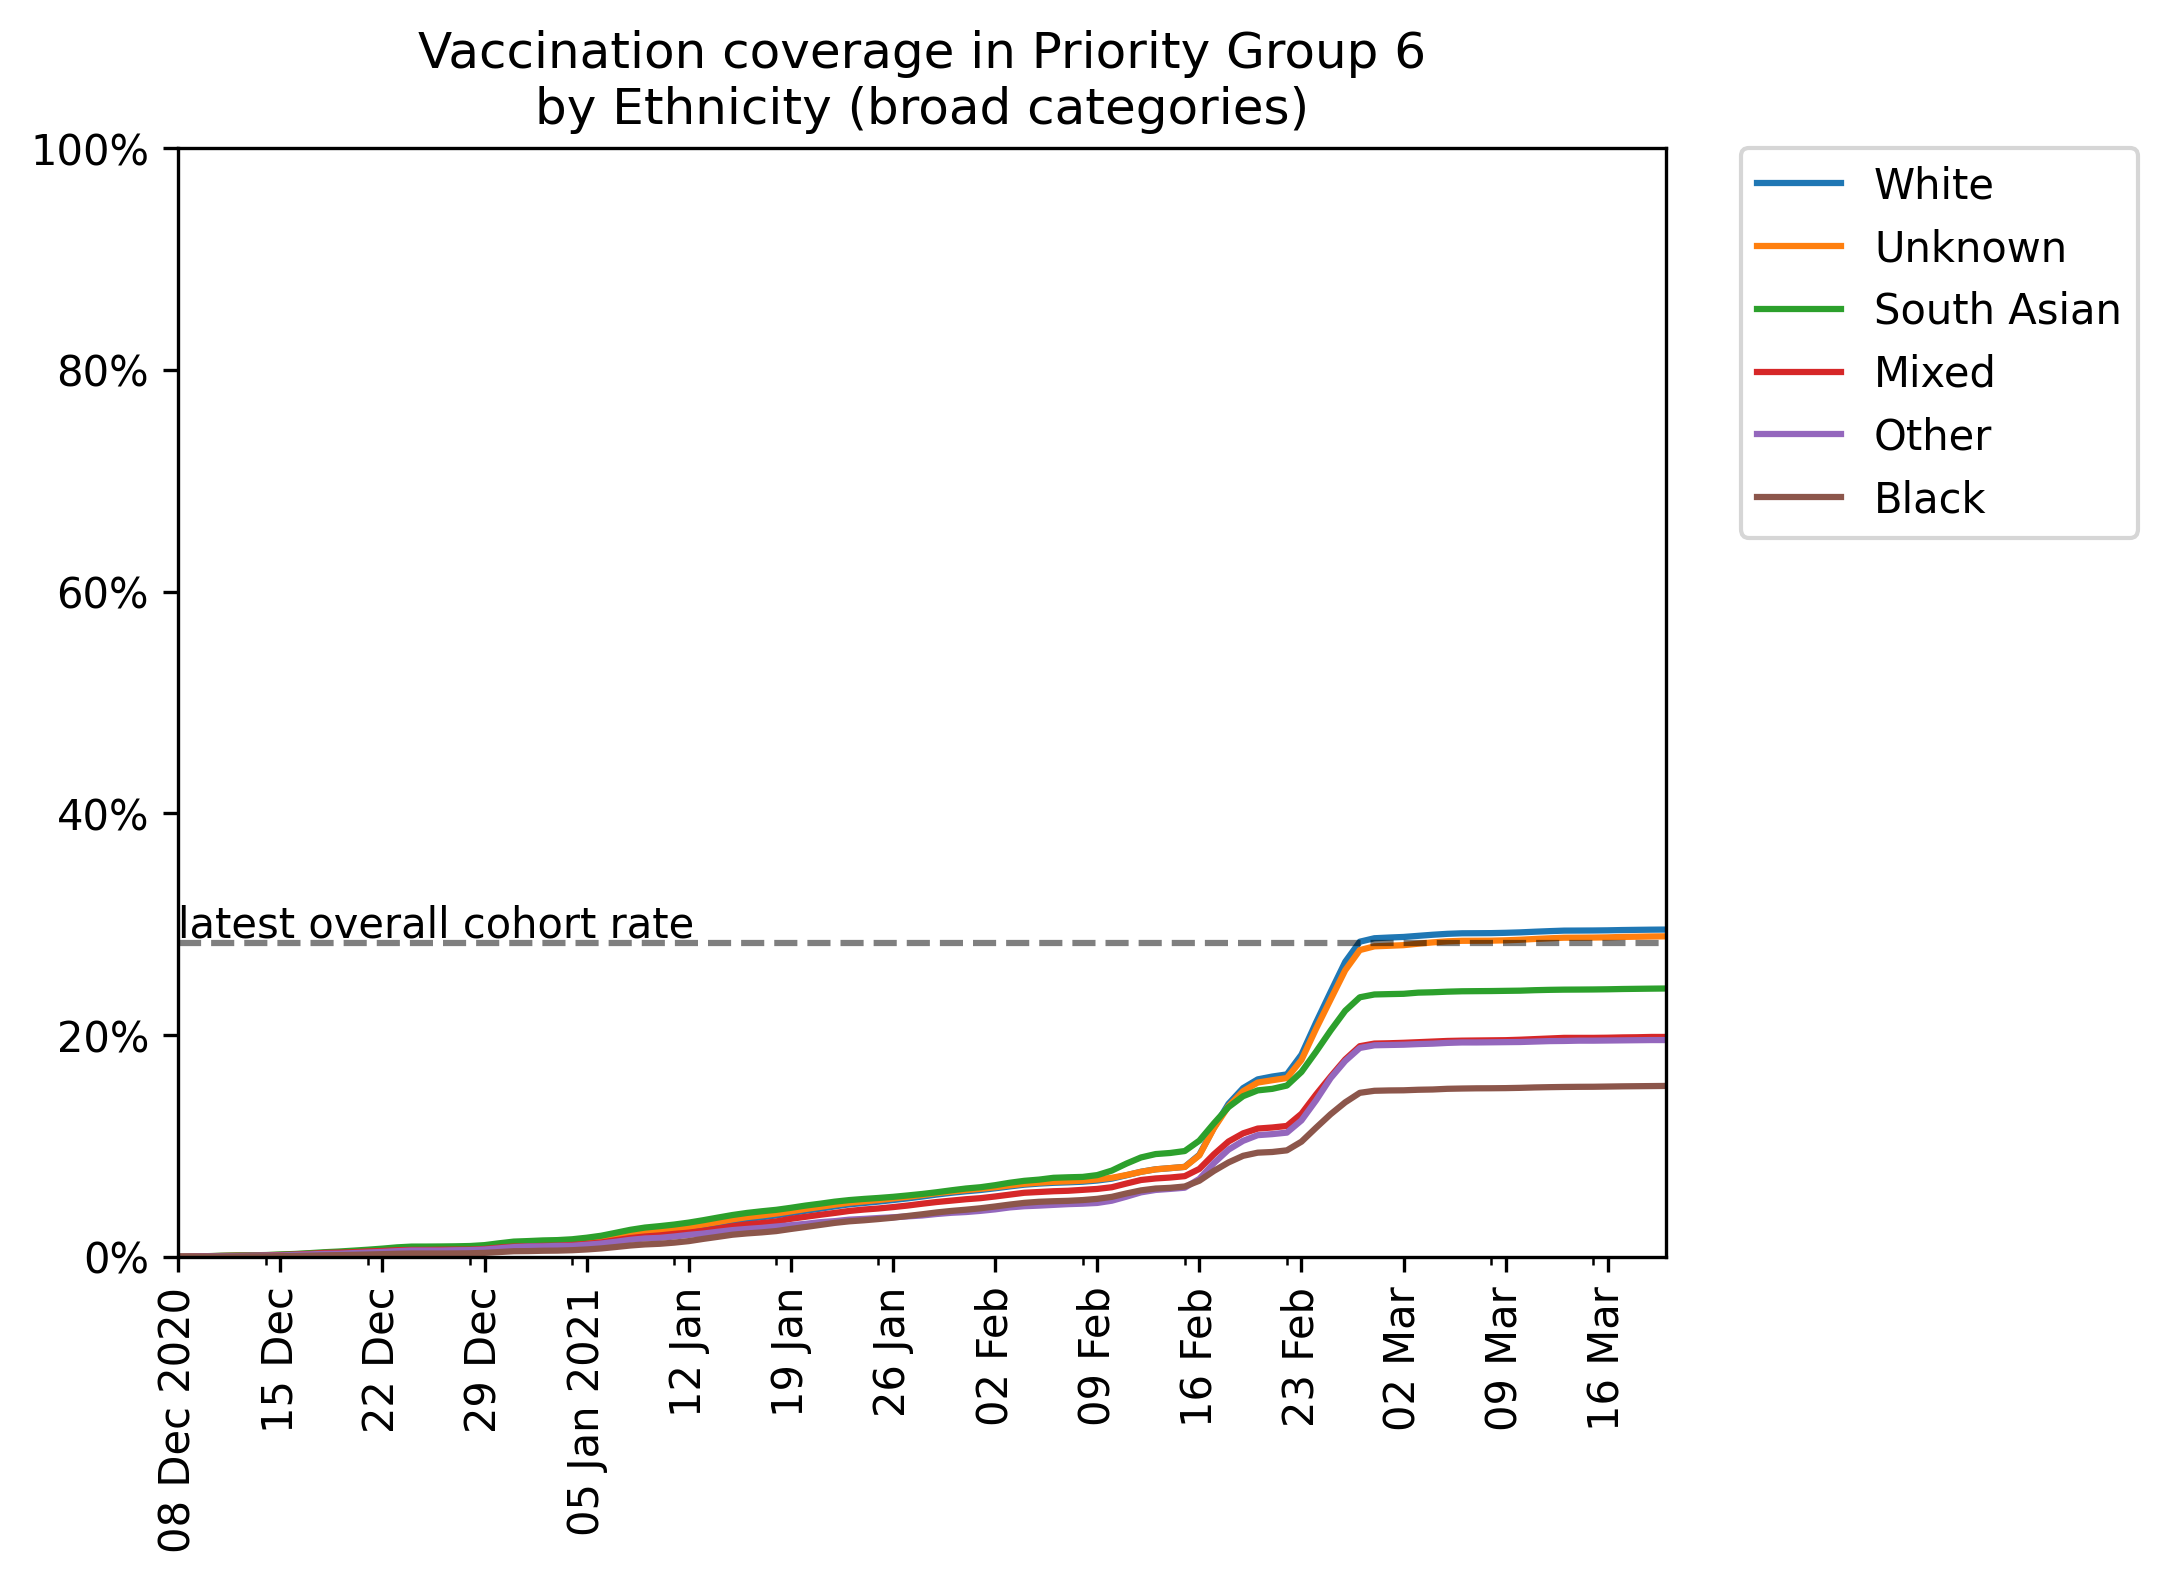 Vaccination coverage in Priority Group 6
by Ethnicity (broad categories)
100%
80%
60%
40%
20%
0%
latest overall cohort rate
08 Dec 2020
15 Dec
22 Dec
29 Dec
05 Jan 2021
12 Jan
19 Jan
26 Jan
02 Feb
09 Feb
16 Feb
23 Feb
02 Mar
09 Mar
16 Mar
White
Unknown
South Asian
Mixed
Other
Black